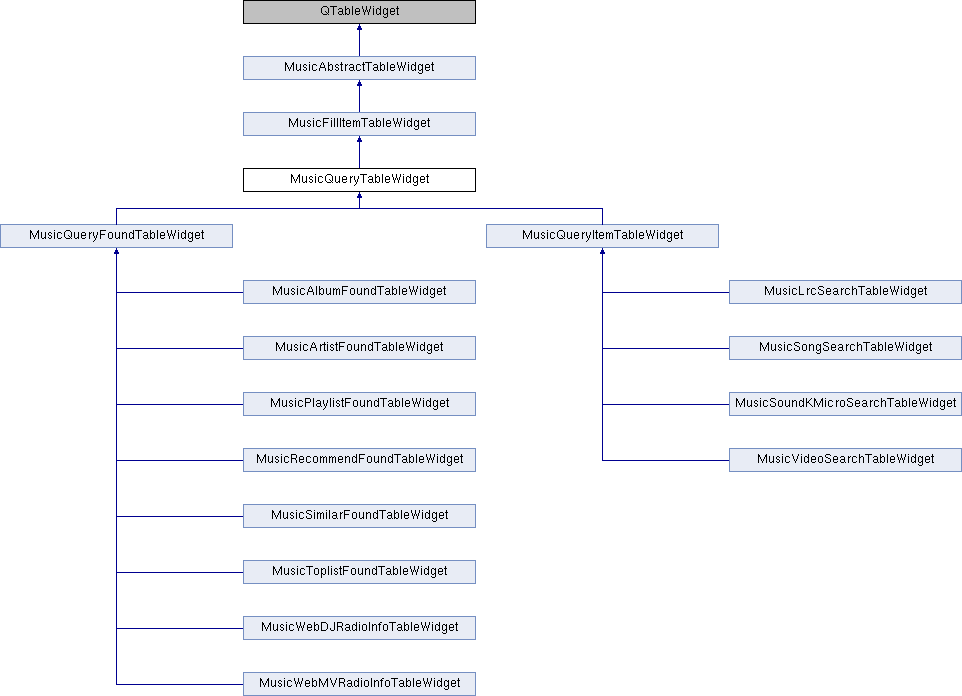 QTableWidget
MusicAbstractTableWidget
MusicFillItemTableWidget
MusicQueryTableWidget
MusicQueryFoundTableWidget
MusicQueryItemTableWidget
MusicAlbumFoundTableWidget
MusicLrcSearchTableWidget
MusicArtistFoundTableWidget
MusicSongSearchTableWidget
MusicPlaylistFoundTableWidget
MusicSoundKMicroSearchTableWidget
MusicRecommendFoundTableWidget
MusicVideoSearchTableWidget
MusicSimilarFoundTableWidget
MusicToplistFoundTableWidget
MusicWebDJRadioInfoTableWidget
MusicWebMVRadioInfoTableWidget